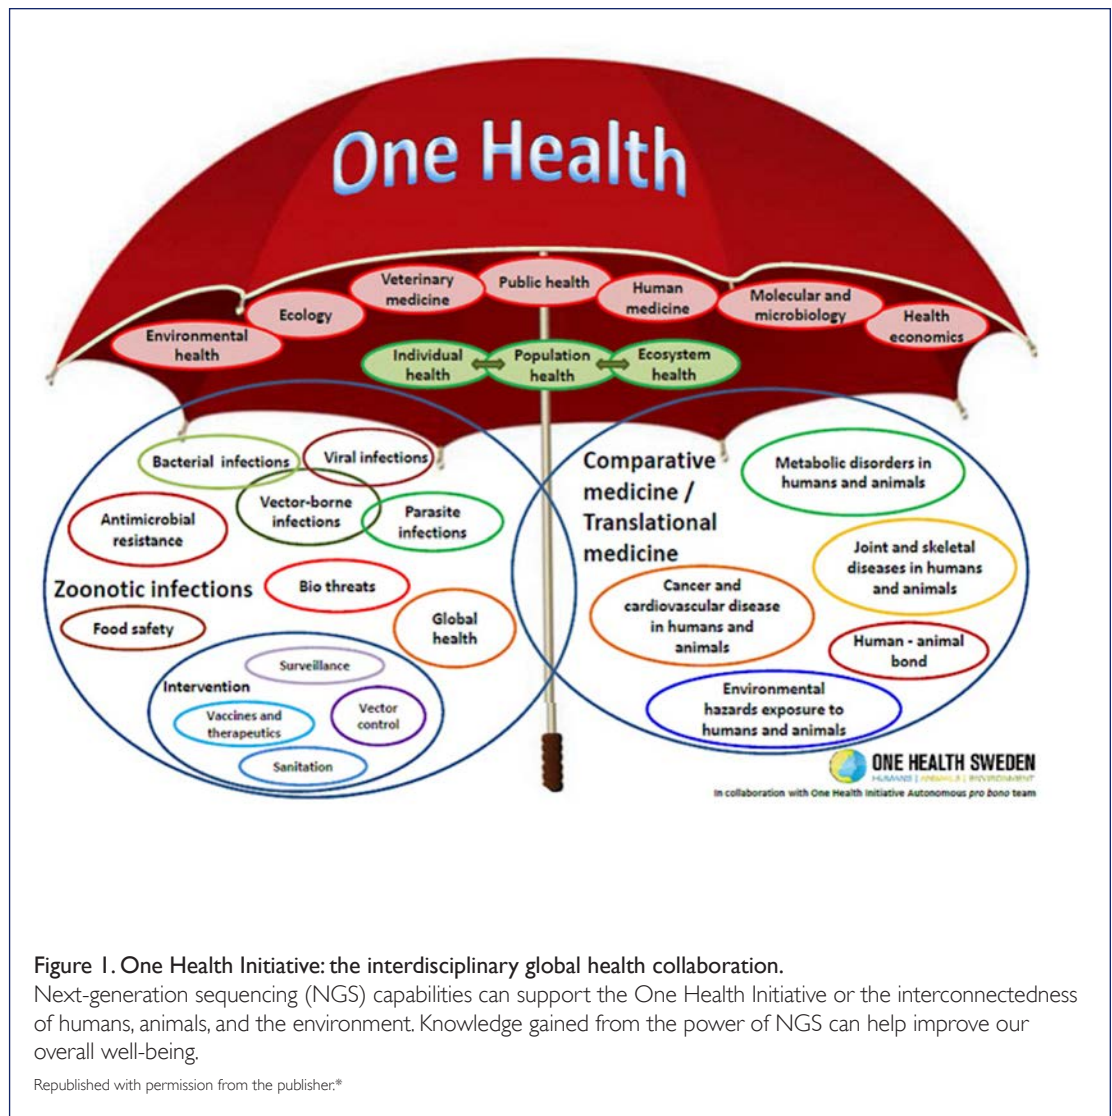 One Health
Public health
Veterinary
medicine
Human
medicine
Ecology
Molecular and
microbiology
Environmental
health
Health
economics
Individual
health
Population
health
Ecosystem
health
Bacterial infections
Viral infections
Vector-borne
infections
Parasite
infections
Antimicrobial
resistance
Zoonotic infections
Bio threats
Food safety
Global
health
Surveillance
Intervention
Vaccines and
therapeutics
Vector
control
Sanitation
Comparative
medicine /
Translational
medicine
Metabolic disorders in
humans and animals
Joint and skeletal
diseases in humans
and animals
Cancer and
cardiovascular disease
in humans and
animals
Human - animal
bond
Environmental
hazards exposure to
humans and animals
ONE HEALTH SWEDEN
HUMANS | ANIMALS | ENVIRONMENT
In collaboration with One Health Initiative Autonomous pro bono team
Figure 1. One Health Initiative: the interdisciplinary global health collaboration.
Next-generation sequencing (NGS) capabilities can support the One Health Initiative or the interconnectedness
of humans, animals, and the environment. Knowledge gained from the power of NGS can help improve our
overall well-being.
Republished with permission from the publisher.*